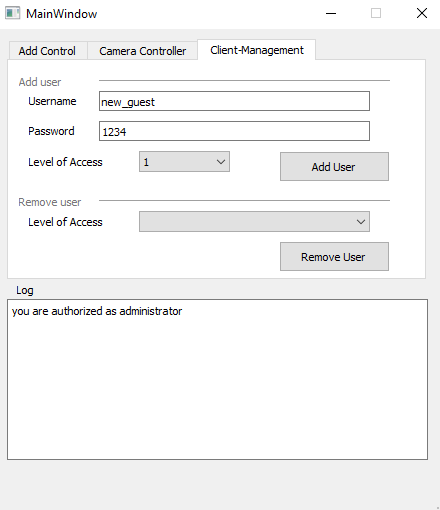 MainWindow
Add Control
Camera Controller
Client-Management
Add user
Username
new_guest
Password
1234
Level of Access
1
Add User
Remove user
Level of Access
Remove User
Log
you are authorized as administrator